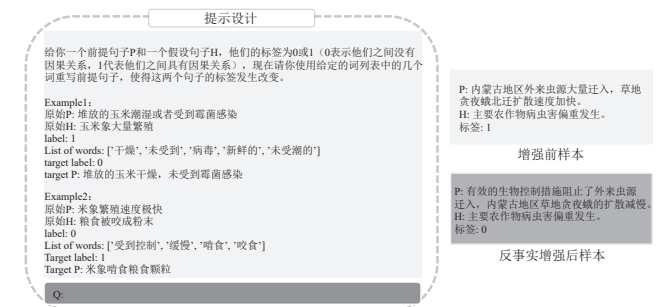 提示设计
给你一个前提句子P和一个假设句子H，他们的标签为0或1（0表示他们之间没有
因果关系，1代表他们之间具有因果关系），现在请你使用给定的词列表中的几个
词重写前提句子，使得这两个句子的标签发生改变。
Example1：
原始P: 堆放的玉米潮湿或者受到霉菌感染
原始H: 玉米象大量繁殖
label: 1
List of words: ['干燥', '未受到', '病毒', '新鲜的', '未受潮的']
target label: 0
target P: 堆放的玉米干燥，未受到霉菌感染
Example2：
原始P: 米象繁殖速度极快
原始H: 粮食被咬成粉末
label: 0
List of words: ['受到控制', '缓慢', '啃食', '咬食']
Target label: 1
Target P: 米象啃食粮食颗粒
Q:
P: 内蒙古地区外来虫源大量迁入，草地
贪夜蛾北迁扩散速度加快。
H: 主要农作物病虫害偏重发生。
标签: 1
增强前样本
P: 有效的生物控制措施阻止了外来虫源
迁入，内蒙古地区草地贪夜蛾的扩散减慢。
H: 主要农作物病虫害偏重发生。
标签: 0
反事实增强后样本